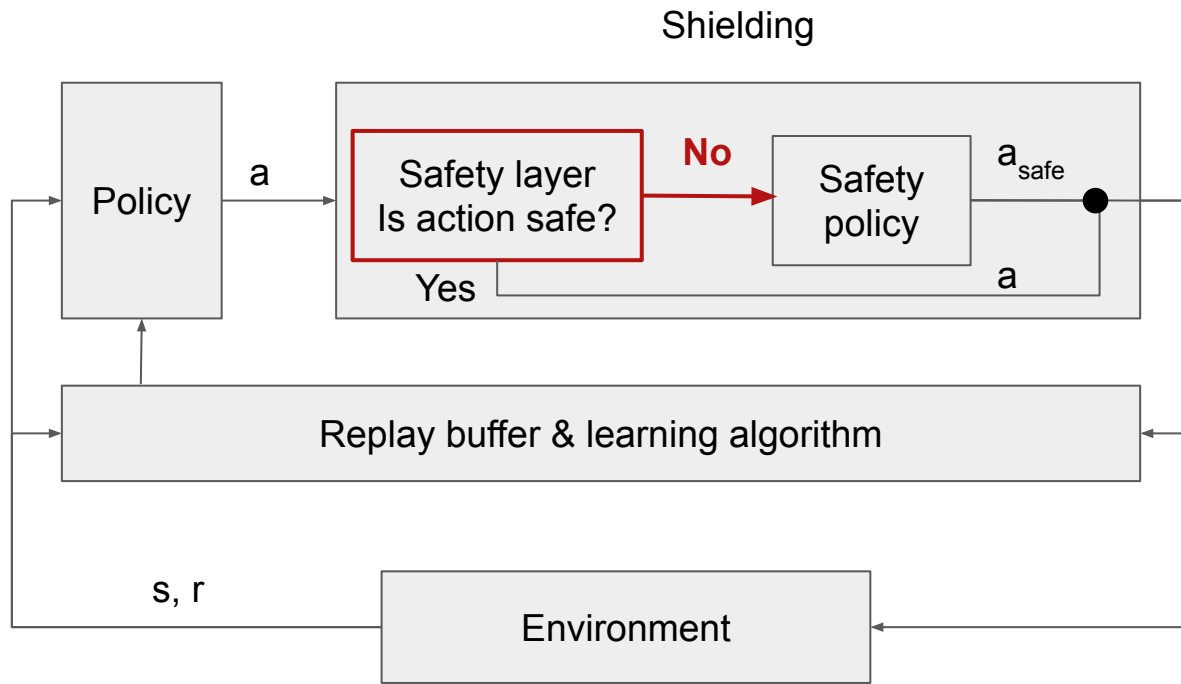 Shielding
Policy
a
Safety layer
Is action safe?
No
Safety
policy
a_safe
Yes
a
Replay buffer & learning algorithm
s, r
Environment